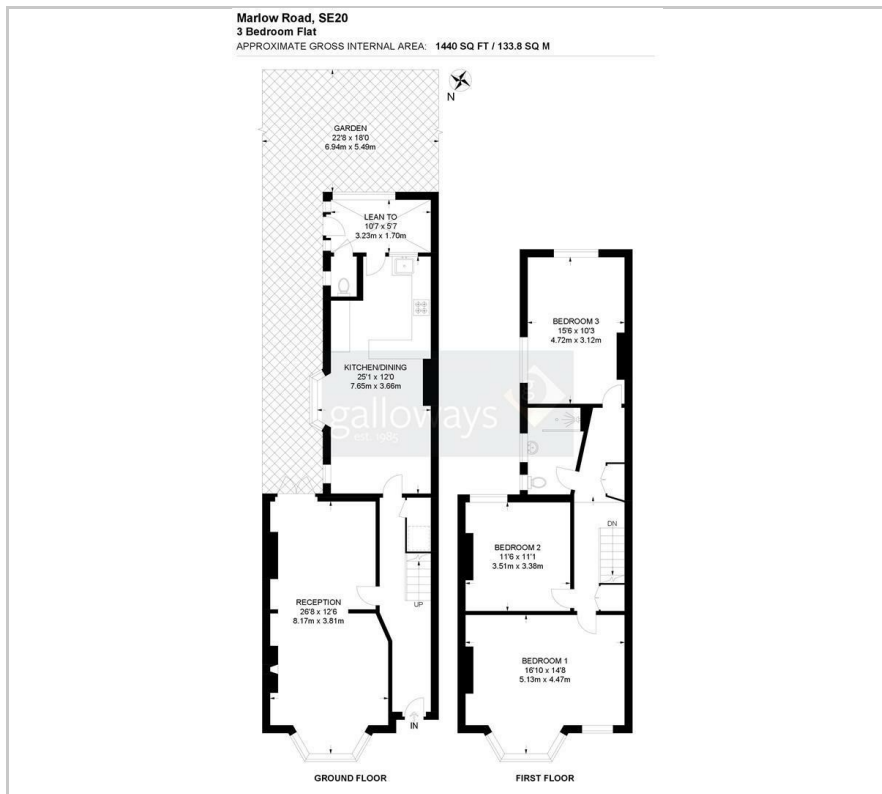 Marlow Road, SE20
3 Bedroom Flat
APPROXIMATE GROSS INTERNAL AREA: 1440 SQ FT / 133.8 SQ M
N
GARDEN
22'8 x 18'0
6.94m x 5.49m
LEAN TO
10'7 x 5'7
3.23m x 1.70m
KITCHEN/DINING
25'1 x 12'0
7.65m x 3.66m
galloways
est. 1985
RECEPTION
26'8 x 12'6
8.17m x 3.81m
UP
IN
GROUND FLOOR
BEDROOM 3
15'6 x 10'3
4.72m x 3.12m
DN
BEDROOM 2
11'6 x 11'1
3.51m x 3.38m
BEDROOM 1
16'10 x 14'8
5.13m x 4.47m
FIRST FLOOR